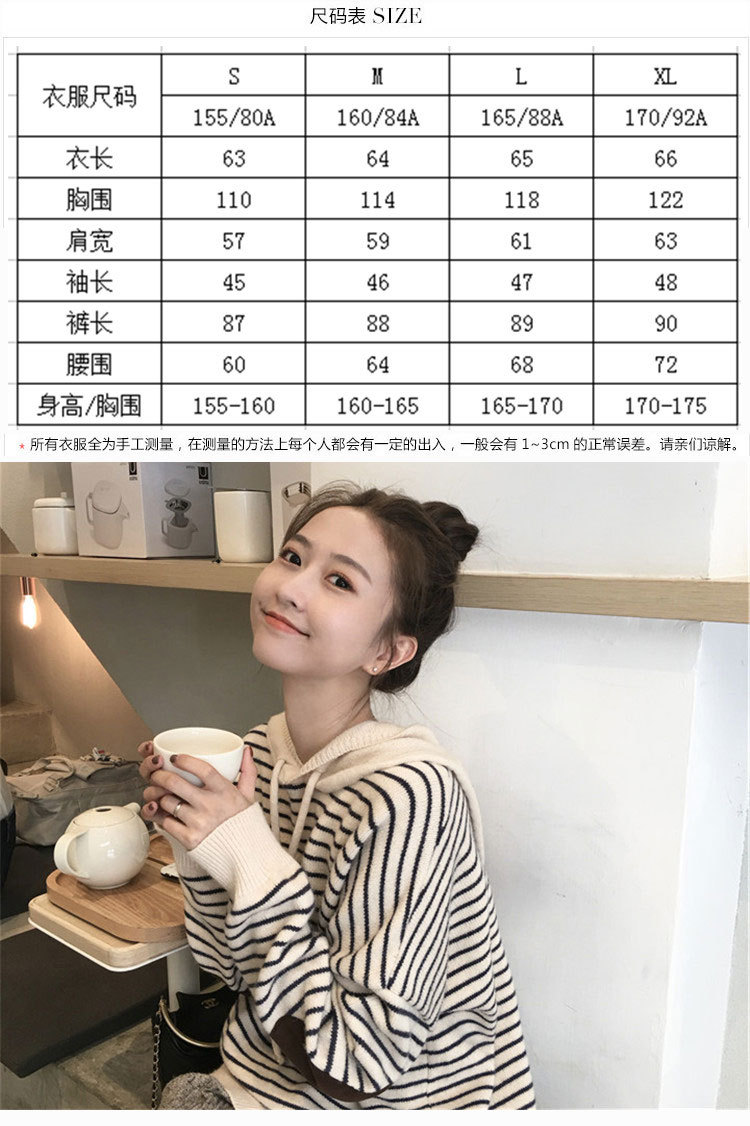 尺码表 SIZE
衣服尺码 S M L XL
155/80A 160/84A 165/88A 170/92A
衣长 63 64 65 66
胸围 110 114 118 122
肩宽 57 59 61 63
袖长 45 46 47 48
裤长 87 88 89 90
腰围 60 64 68 72
身高/胸围 155-160 160-165 165-170 170-175
* 所有衣服全为手工测量，在测量的方法上每个人都会有一定的出入，一般会有 1~3cm 的正常误差。请亲们谅解。